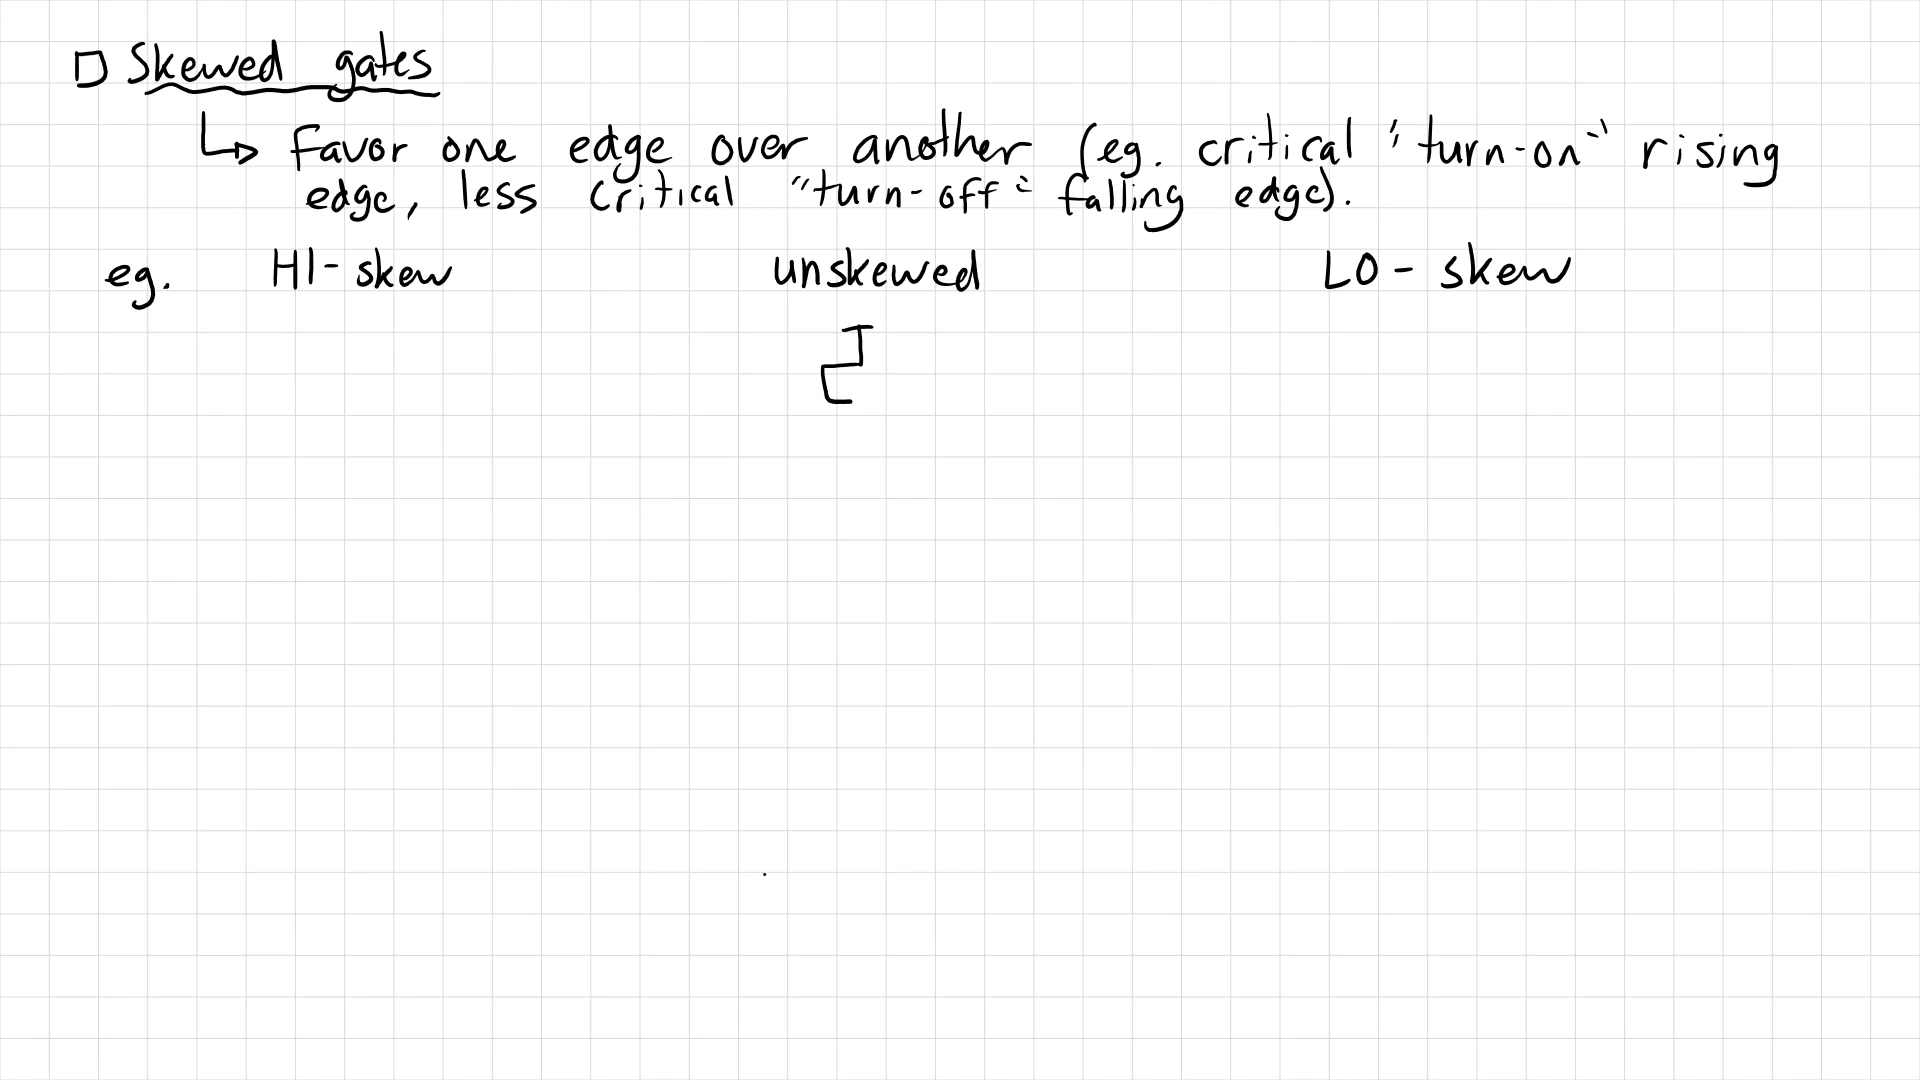 Skewed gates
Favor one edge over another (eg. critical "turn-on" rising
edge, less critical "turn-off" falling edge).
eg. HI-skew unskewed LO-skew